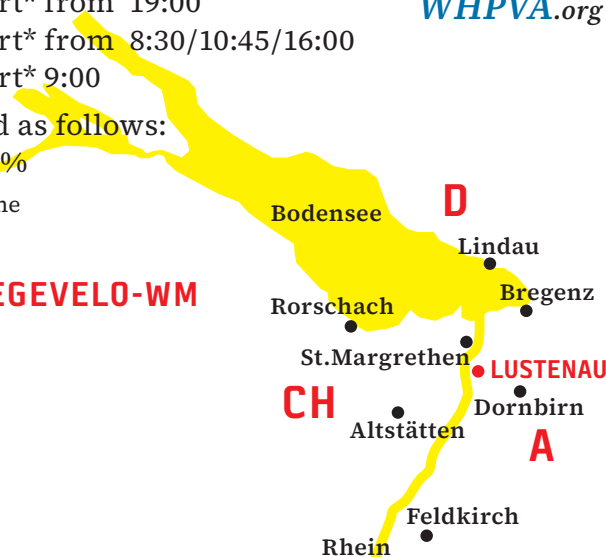 rt* from 19:00
WHPVA.org
rt* from 8:30/10:45/16:00
rt* 9:00
d as follows:
%
ne
Bodensee
D
Lindau
EGEVELO-WM
Bregenz
Rorschach
St.Margrethen
LUSTENAU
CH
Dornbirn
Altstätten
A
Feldkirch
Rhein